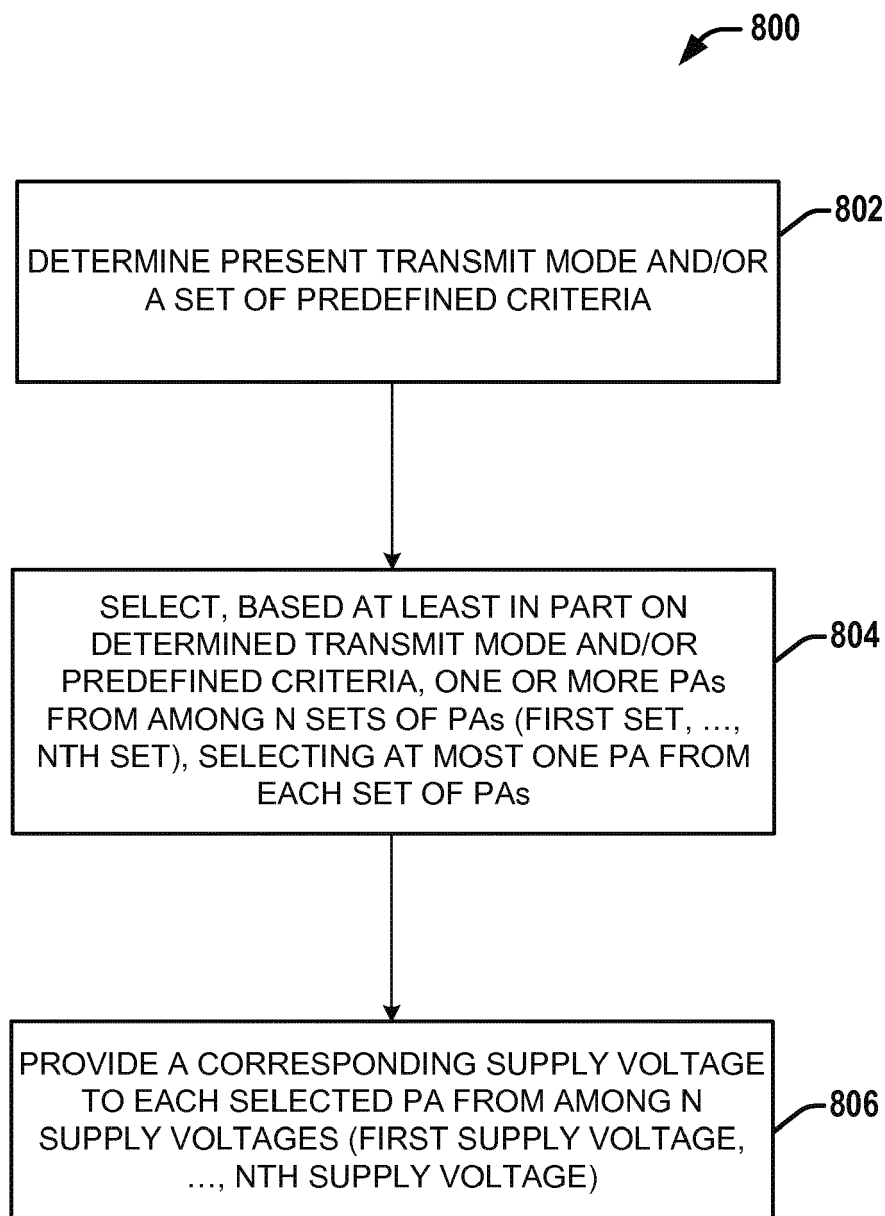 800
802
DETERMINE PRESENT TRANSMIT MODE AND/OR
A SET OF PREDEFINED CRITERIA
SELECT, BASED AT LEAST IN PART ON
DETERMINED TRANSMIT MODE AND/OR
PREDEFINED CRITERIA, ONE OR MORE PAs
FROM AMONG N SETS OF PAs (FIRST SET, ...,
NTH SET), SELECTING AT MOST ONE PA FROM
EACH SET OF PAs
804
PROVIDE A CORRESPONDING SUPPLY VOLTAGE
TO EACH SELECTED PA FROM AMONG N
SUPPLY VOLTAGES (FIRST SUPPLY VOLTAGE,
..., NTH SUPPLY VOLTAGE)
806